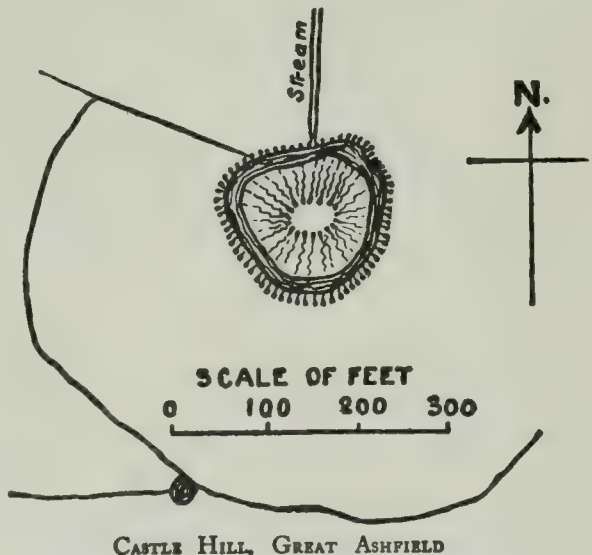 Stream
N.
SCALE OF FEET
0 100 200 300
CASTLE HILL, GREAT ASHFIELD